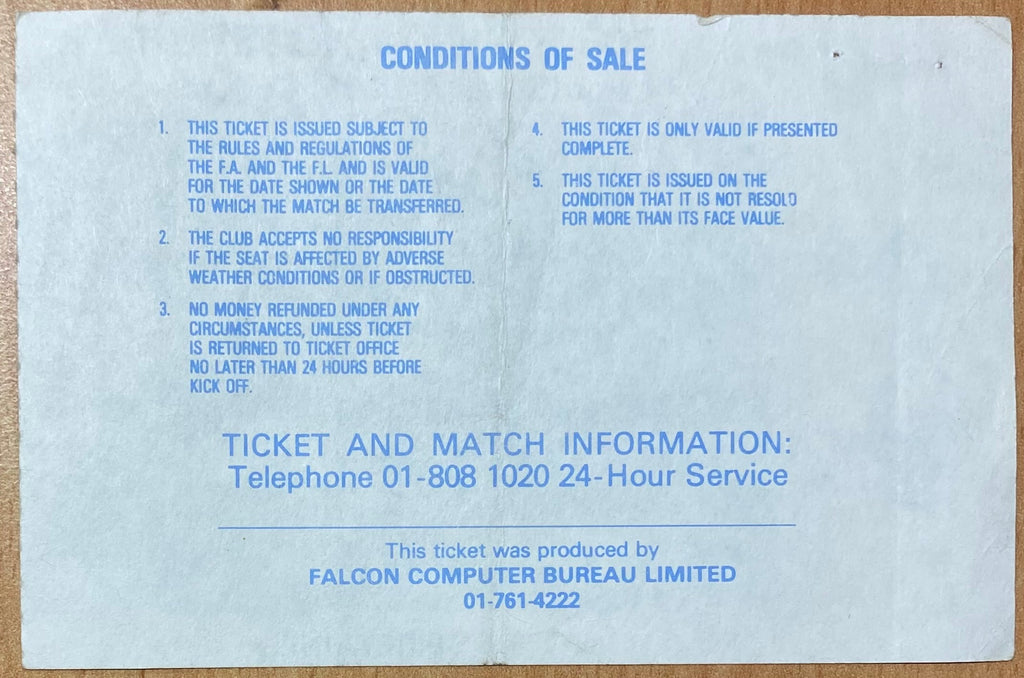 CONDITIONS OF SALE
1. THIS TICKET IS ISSUED SUBJECT TO
THE RULES AND REGULATIONS OF
THE F.A. AND THE F.L. AND IS VALID
FOR THE DATE SHOWN OR THE DATE
TO WHICH THE MATCH BE TRANSFERRED.
2. THE CLUB ACCEPTS NO RESPONSIBILITY
IF THE SEAT IS AFFECTED BY ADVERSE
WEATHER CONDITIONS OR IF OBSTRUCTED.
3. NO MONEY REFUNDED UNDER ANY
CIRCUMSTANCES, UNLESS TICKET
IS RETURNED TO TICKET OFFICE
NO LATER THAN 24 HOURS BEFORE
KICK OFF.
4. THIS TICKET IS ONLY VALID IF PRESENTED
COMPLETE.
5. THIS TICKET IS ISSUED ON THE
CONDITION THAT IT IS NOT RESOLD
FOR MORE THAN ITS FACE VALUE.
TICKET AND MATCH INFORMATION:
Telephone 01-808 1020 24-Hour Service
This ticket was produced by
FALCON COMPUTER BUREAU LIMITED
01-761-4222